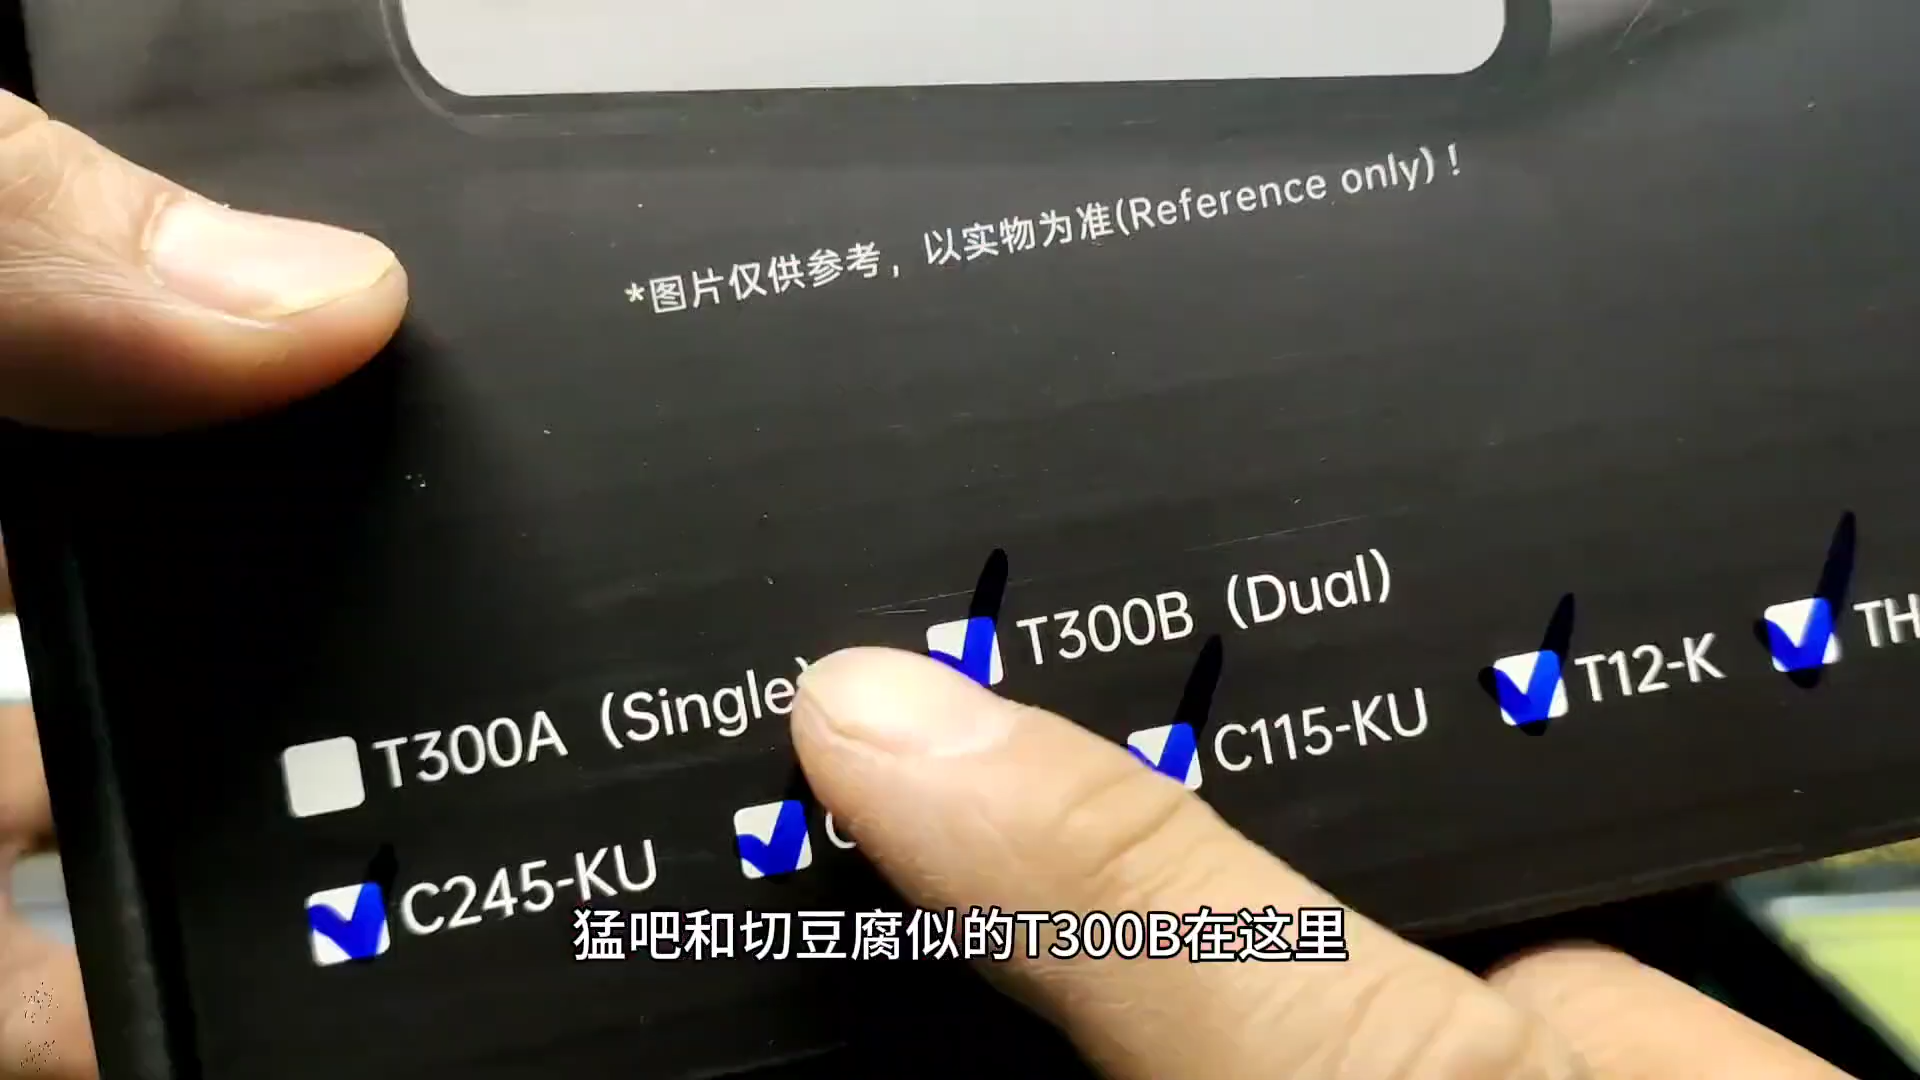 *图片仅供参考，以实物为准(Reference only)！
T300A（Single） T300B（Dual）
C245-KU C115-KU T12-K
猛吧和切豆腐似的T300B在这里